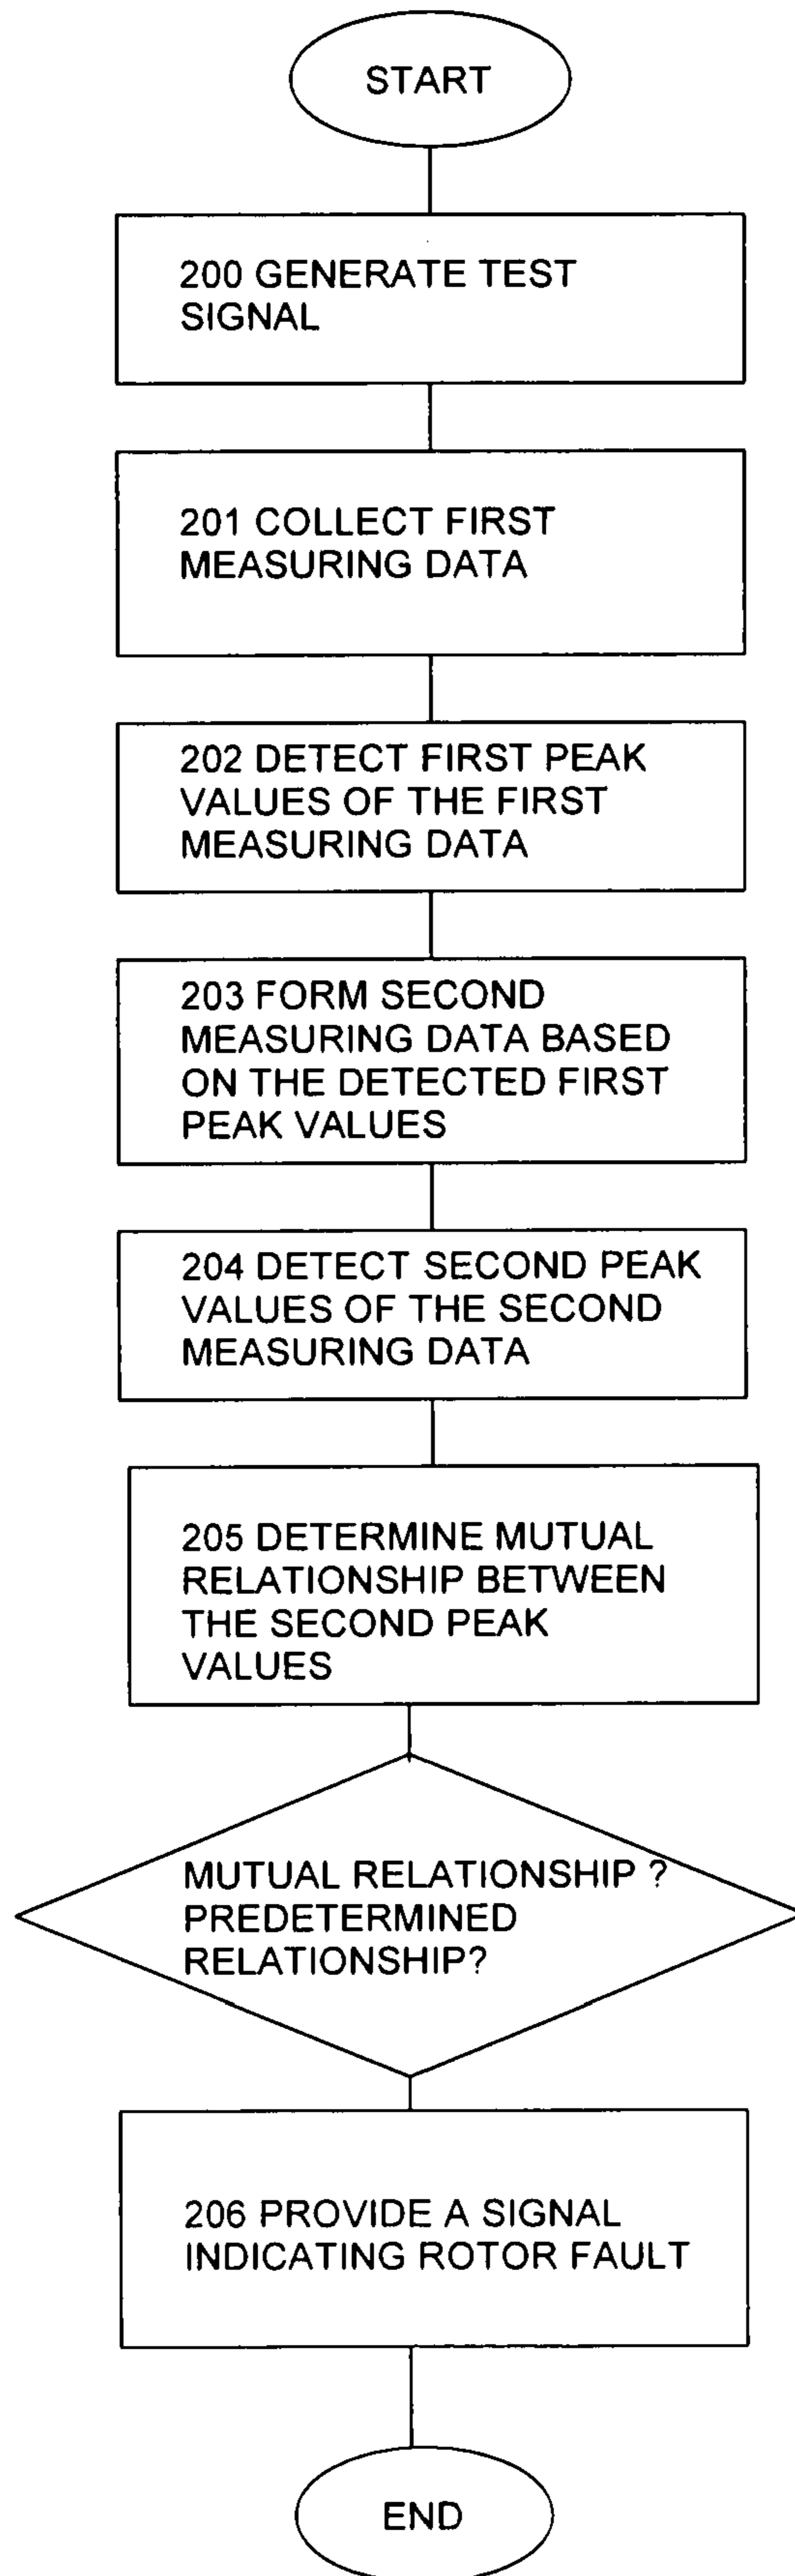 START
200 GENERATE TEST
SIGNAL
201 COLLECT FIRST
MEASURING DATA
202 DETECT FIRST PEAK
VALUES OF THE FIRST
MEASURING DATA
203 FORM SECOND
MEASURING DATA BASED
ON THE DETECTED FIRST
PEAK VALUES
204 DETECT SECOND PEAK
VALUES OF THE SECOND
MEASURING DATA
205 DETERMINE MUTUAL
RELATIONSHIP BETWEEN
THE SECOND PEAK
VALUES
MUTUAL RELATIONSHIP ?
PREDETERMINED
RELATIONSHIP?
206 PROVIDE A SIGNAL
INDICATING ROTOR FAULT
END